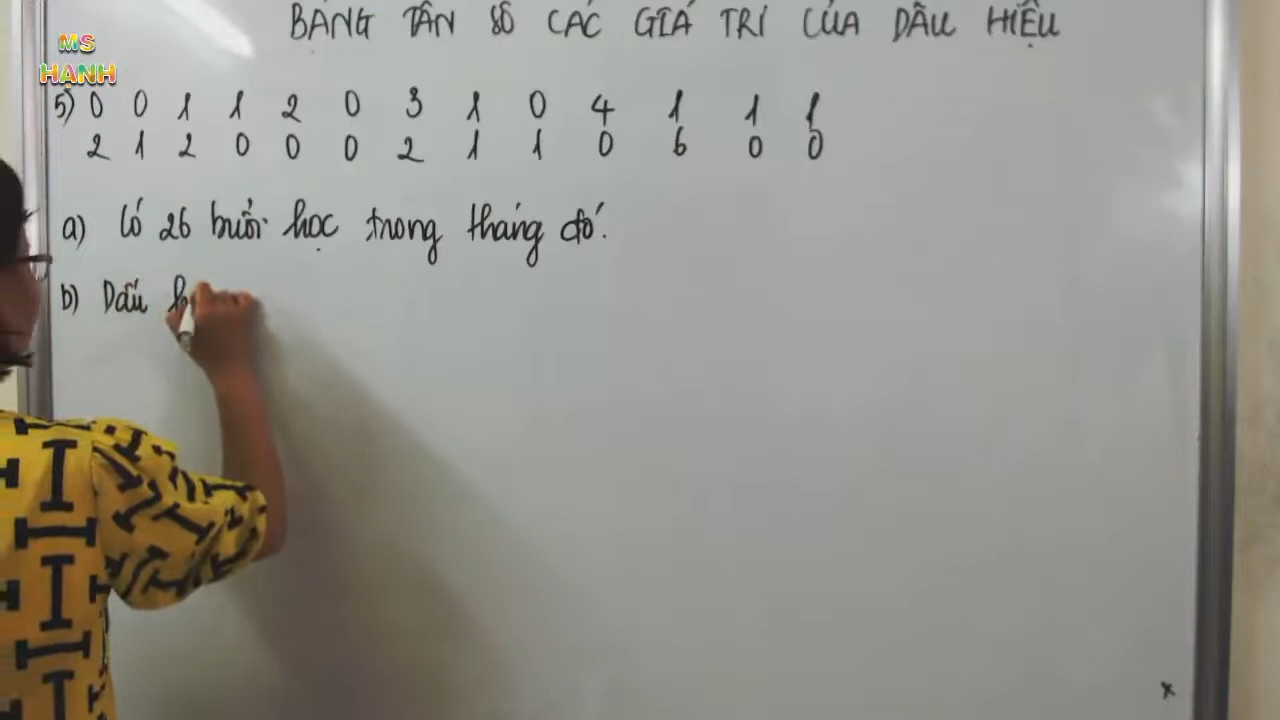 MS
HẠNH
BẢNG TẦN SỐ CÁC GIÁ TRỊ CỦA DẤU HIỆU
5) 0 0 1 1 2 0 3 1 0 4 1 1 1
2 1 2 0 0 0 2 1 1 0 6 0 0
a) Có 26 buổi học trong tháng đó.
b) Dấu h
x